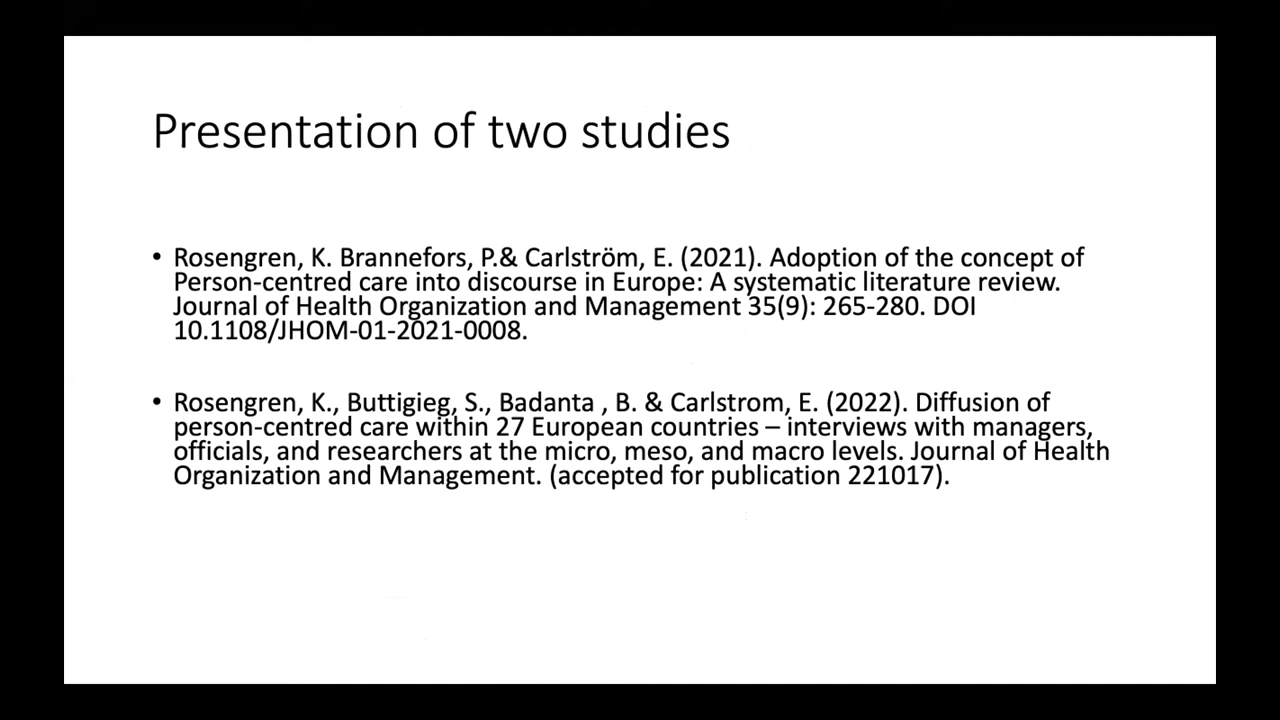 Presentation of two studies
• Rosengren, K. Brannefors, P.& Carlström, E. (2021). Adoption of the concept of
Person-centred care into discourse in Europe: A systematic literature review.
Journal of Health Organization and Management 35(9): 265-280. DOI
10.1108/JHOM-01-2021-0008.
• Rosengren, K., Buttigieg, S., Badanta , B. & Carlstrom, E. (2022). Diffusion of
person-centred care within 27 European countries – interviews with managers,
officials, and researchers at the micro, meso, and macro levels. Journal of Health
Organization and Management. (accepted for publication 221017).